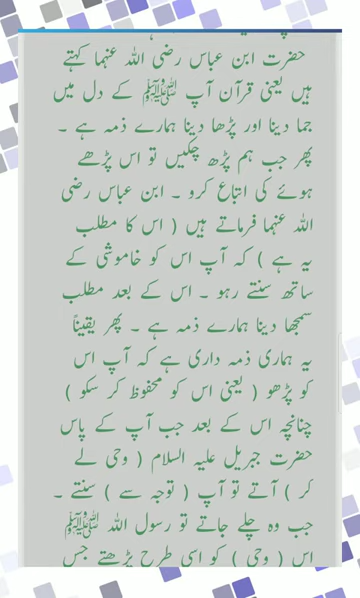 حضرت ابن عباس رضی اللہ عنہما کہتے
ہیں یعنی قرآن آپ ﷺ کے دل میں
جما دینا اور پڑھا دینا ہمارے ذمہ ہے ۔
پھر جب ہم پڑھ چکیں تو اس پڑھے
ہوئے کی اتباع کرو ۔ ابن عباس رضی
اللہ عنہما فرماتے ہیں ( اس کا مطلب
یہ ہے ) کہ آپ اس کو خاموشی کے
ساتھ سنتے رہو ۔ اس کے بعد مطلب
سمجھا دینا ہمارے ذمہ ہے ۔ پھر یقیناً
یہ ہماری ذمہ داری ہے کہ آپ اس
کو پڑھو ( یعنی اس کو محفوظ کر سکو )
چنانچہ اس کے بعد جب آپ کے پاس
حضرت جبریل علیہ السلام ( وحی لے
کر ) آتے تو آپ ( توجہ سے ) سنتے ۔
جب وہ چلے جاتے تو رسول اللہ ﷺ
اس ( وحی ) کو اسی طرح پڑھتے جس